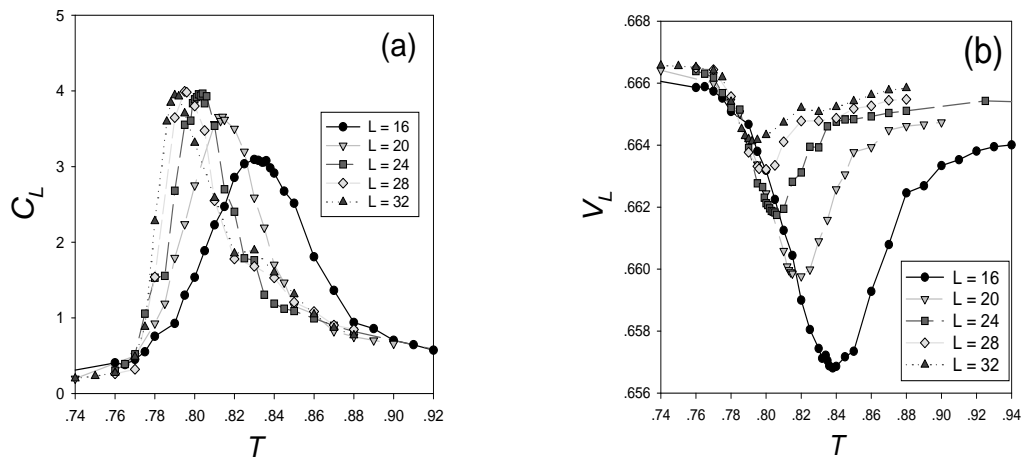 (a)
5
4
3
2
1
0
C_L
L = 16
L = 20
L = 24
L = 28
L = 32
.74 .76 .78 .80 .82 .84 .86 .88 .90 .92
T
(b)
.668
.666
.664
.662
.660
.658
.656
V_L
L = 16
L = 20
L = 24
L = 28
L = 32
.74 .76 .78 .80 .82 .84 .86 .88 .90 .92 .94
T